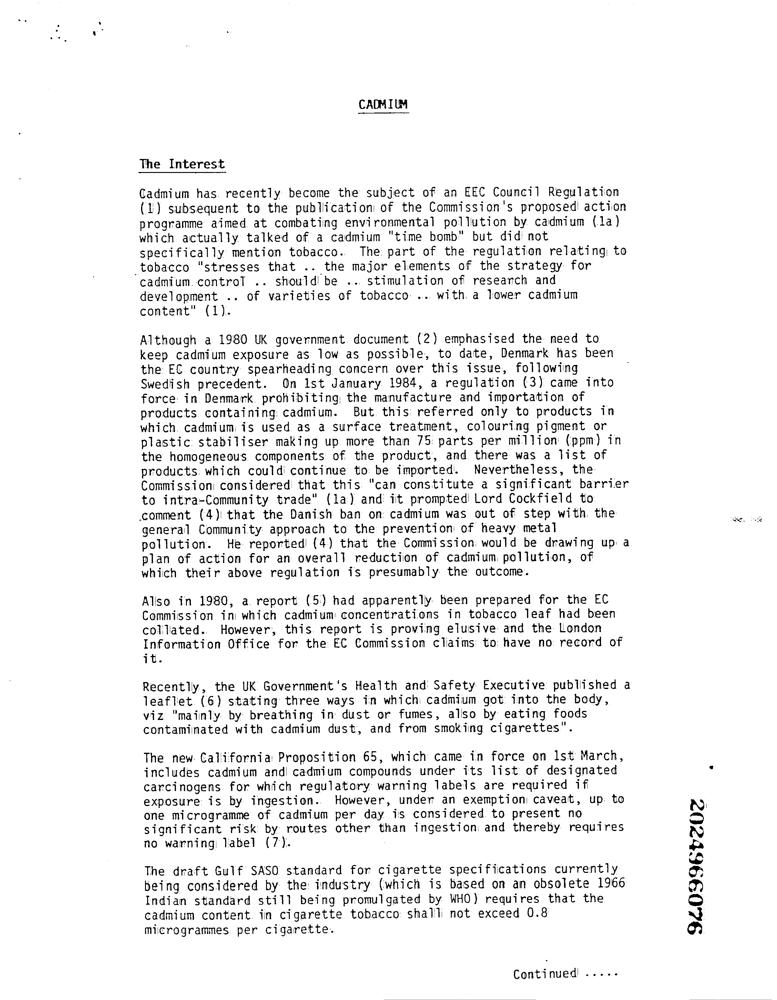 CADMIUM
The Interest
Cadmium has recently become the subject of an EEC Council Regulation
(1) subsequent to the publication of the Commission's proposed action
programme aimed at combating environmental pollution by cadmium (1a)
which actually talked of a cadmium "time bomb" but did not
specifically mention tobacco. The part of the regulation relating to
tobacco "stresses that .. the major elements of the strategy for
cadmium control .. should be .. stimulation of research and
development .. of varieties of tobacco .. with a lower cadmium
content" (1).
Although a 1980 UK government document (2) emphasised the need to
keep cadmium exposure as low as possible, to date, Denmark has been
the EC country spearheading concern over this issue, following
Swedish precedent. On 1st January 1984, a regulation (3) came into
force in Denmark prohibiting the manufacture and importation of
products containing cadmium. But this referred only to products in
which cadmium is used as a surface treatment, colouring pigment or
plastic stabiliser making up more than 75 parts per million (ppm) in
the homogeneous components of the product, and there was a list of
products which could continue to be imported. Nevertheless, the
Commission considered that this "can constitute a significant barrier
to intra-Community trade" (1a) and it prompted Lord Cockfield to
comment (4) that the Danish ban on cadmium was out of step with the
general Community approach to the prevention of heavy metal
pollution. He reported (4) that the Commission would be drawing up a
plan of action for an overall reduction of cadmium pollution, of
which their above regulation is presumably the outcome.
Also in 1980, a report (5) had apparently been prepared for the EC
Commission in which cadmium concentrations in tobacco leaf had been
collated. However, this report is proving elusive and the London
Information Office for the EC Commission claims to have no record of
it.
Recently, the UK Government's Health and Safety Executive published a
leaflet (6) stating three ways in which cadmium got into the body,
viz "mainly by breathing in dust or fumes, also by eating foods
contaminated with cadmium dust, and from smoking cigarettes".
The new California Proposition 65, which came in force on 1st March,
includes cadmium and cadmium compounds under its list of designated
carcinogens for which regulatory warning labels are required if
exposure is by ingestion. However, under an exemption caveat, up to
one microgramme of cadmium per day is considered to present no
significant risk by routes other than ingestion and thereby requires
no warning label (7).
The draft Gulf SASO standard for cigarette specifications currently
being considered by the industry (which is based on an obsolete 1966
Indian standard still being promulgated by WHO) requires that the
cadmium content in cigarette tobacco shall not exceed 0.8
microgrammes per cigarette.
Continued .....
2024966076